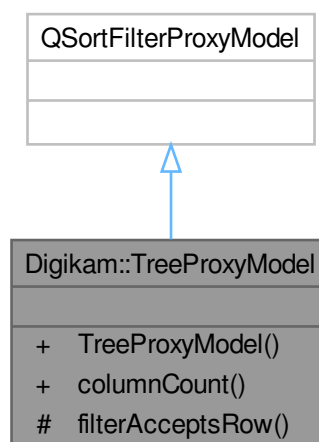 QSortFilterProxyModel
Digikam::TreeProxyModel
+ TreeProxyModel()
+ columnCount()
# filterAcceptsRow()